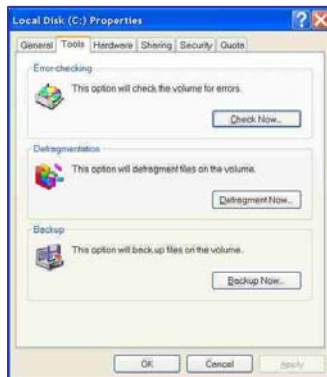 Local Disk (C:) Properties
General Tools Hardware Sharing Security Quota
Error-checking
This option will check the volume for errors.
Check Now...
Defragmentation
This option will defragment files on the volume.
Defragment Now...
Backup
This option will back up files on the volume.
Backup Now...
OK Cancel Apply